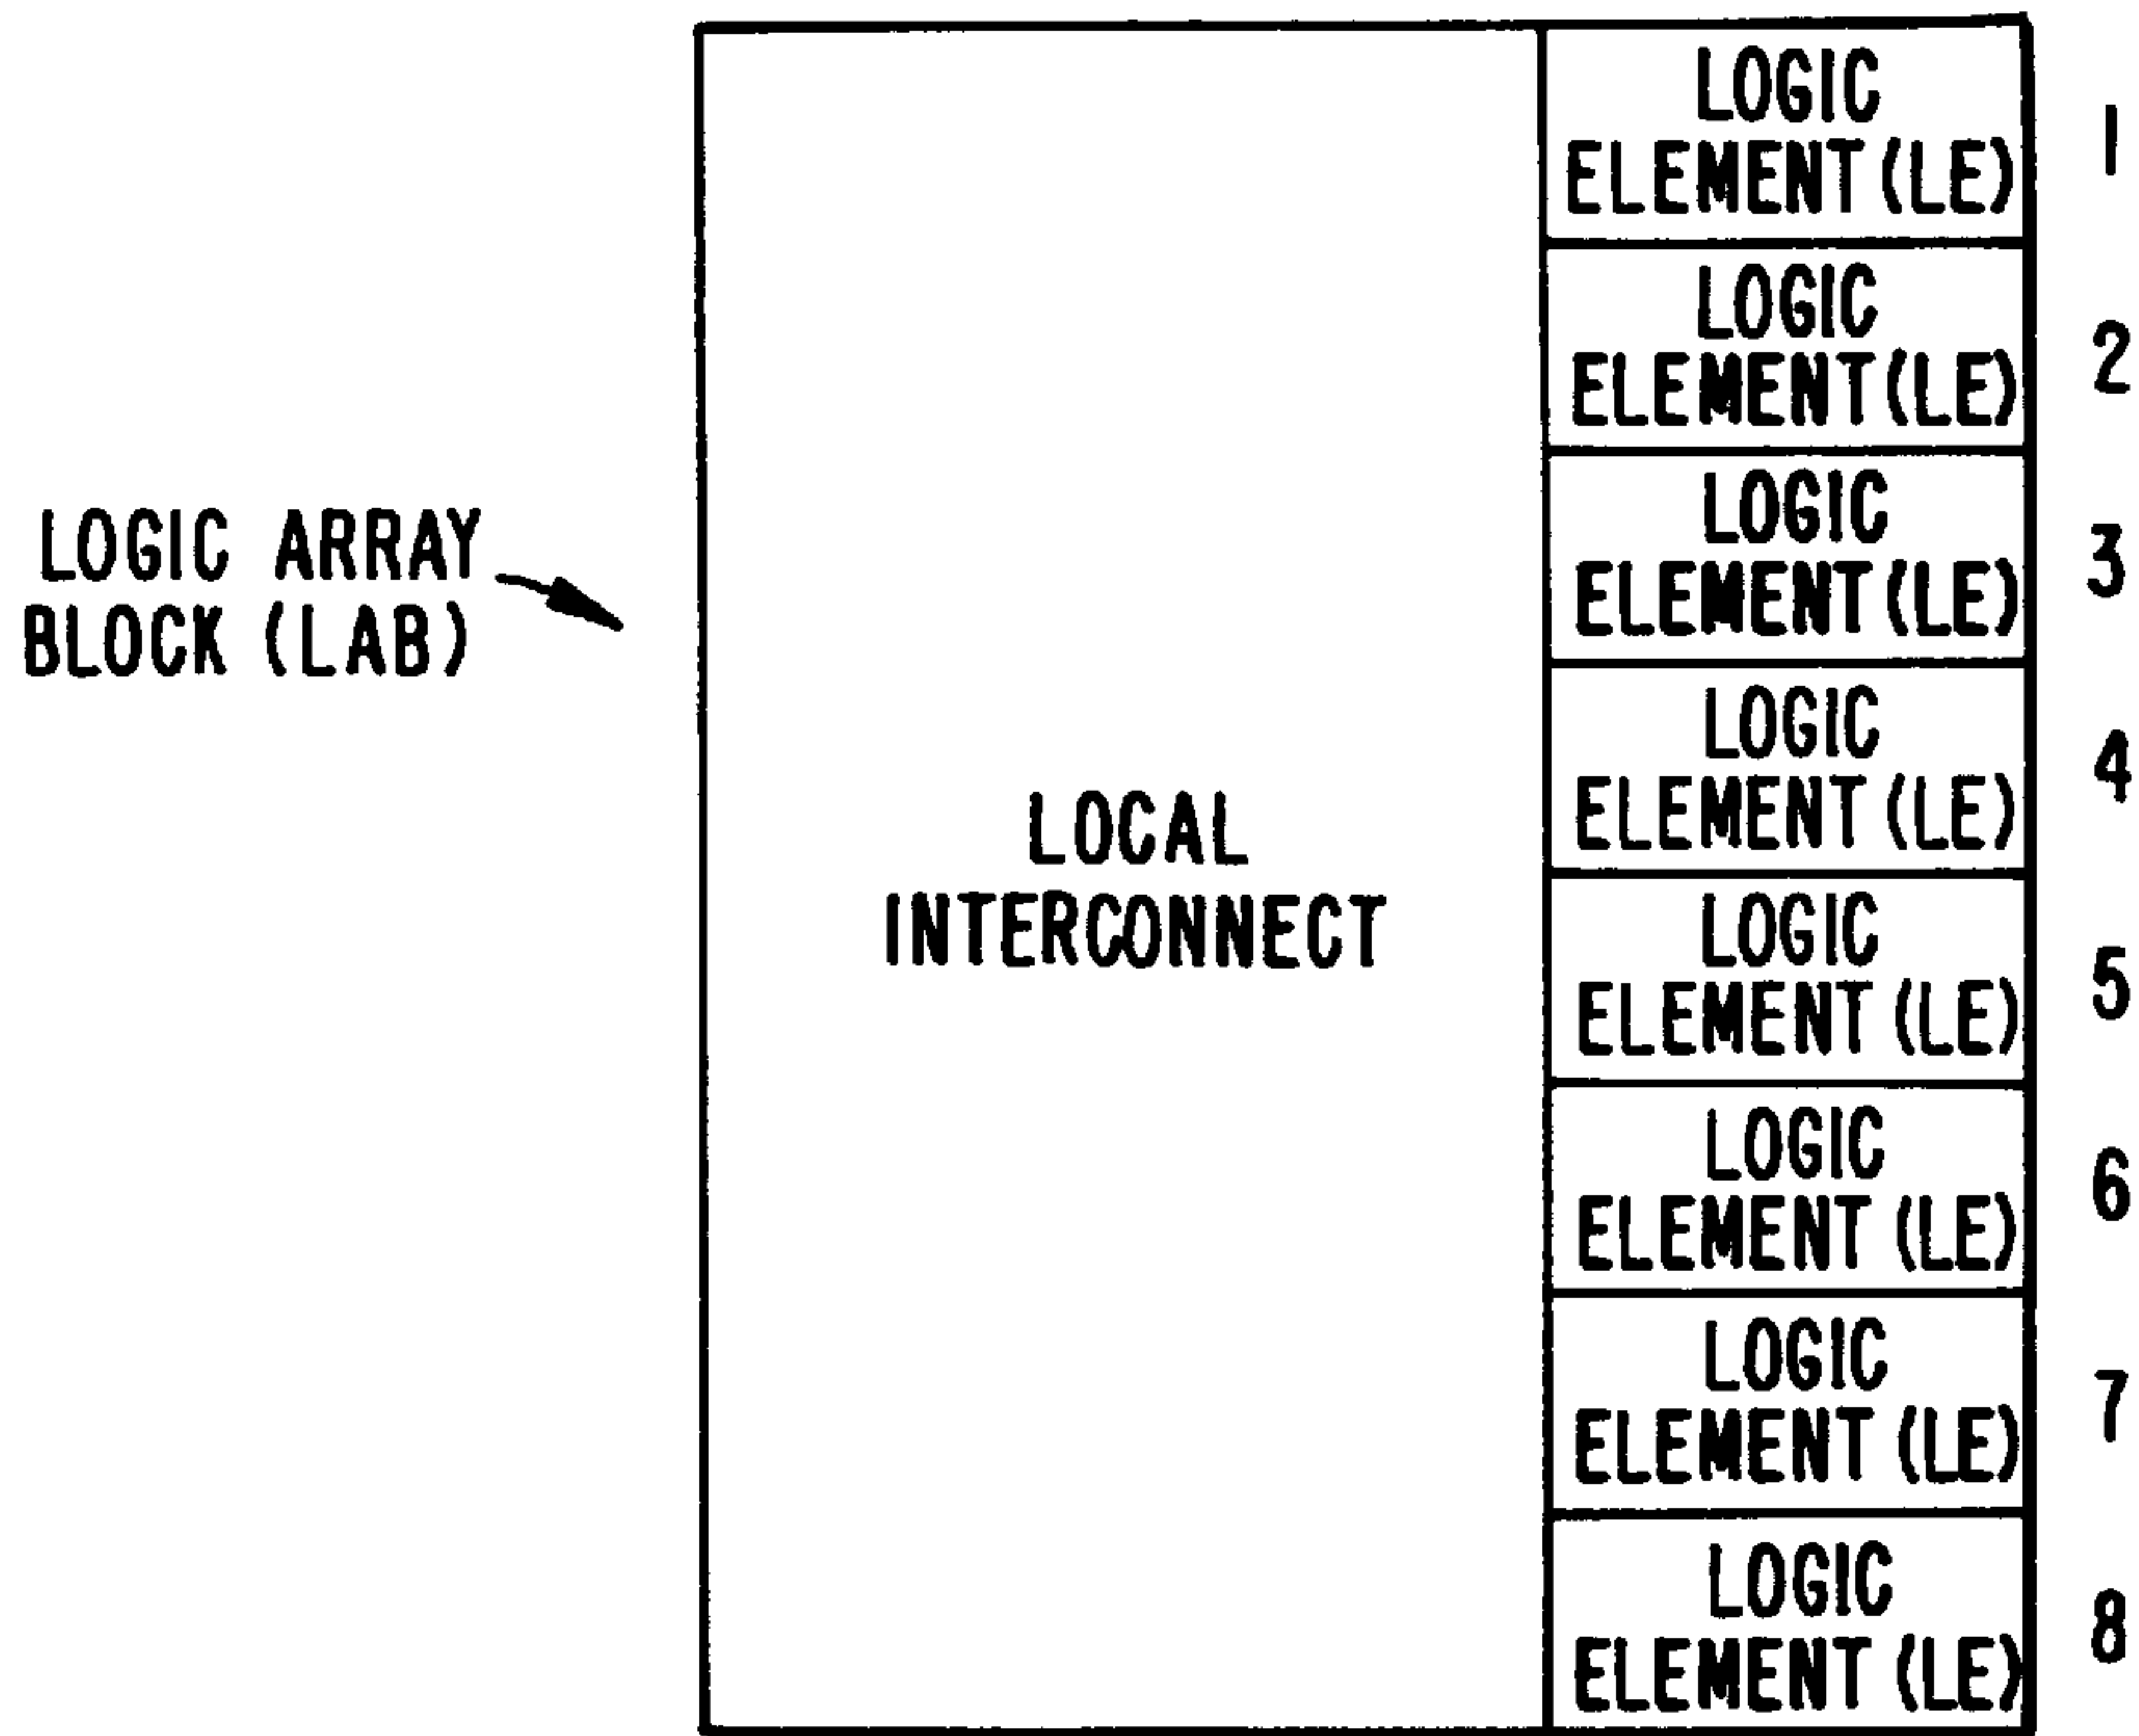 LOGIC ARRAY
BLOCK (LAB)
LOCAL
INTERCONNECT
LOGIC
ELEMENT (LE)
1
LOGIC
ELEMENT (LE)
2
LOGIC
ELEMENT (LE)
3
LOGIC
ELEMENT (LE)
4
LOGIC
ELEMENT (LE)
5
LOGIC
ELEMENT (LE)
6
LOGIC
ELEMENT (LE)
7
LOGIC
ELEMENT (LE)
8